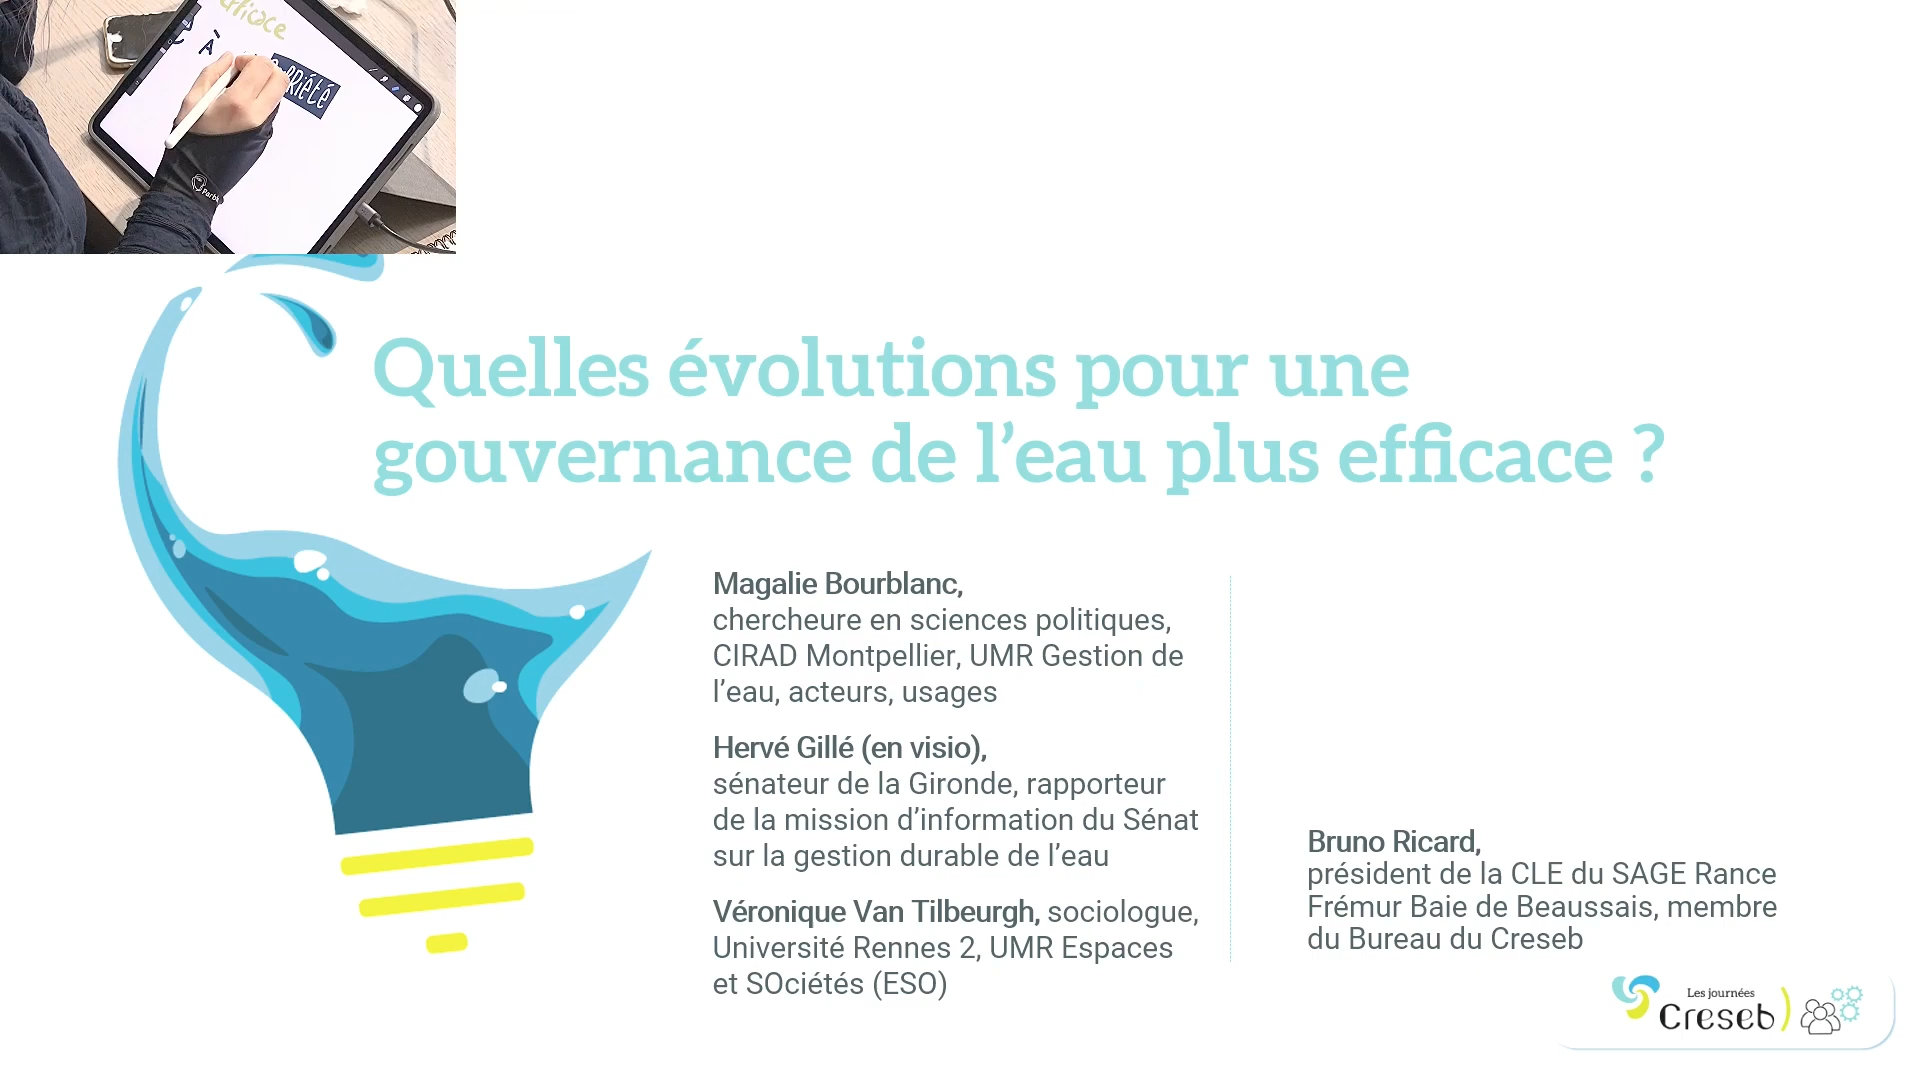 efficace
À
Quelles évolutions pour une
gouvernance de l’eau plus efficace ?
Magalie Bourblanc,
chercheure en sciences politiques,
CIRAD Montpellier, UMR Gestion de
l’eau, acteurs, usages
Hervé Gillé (en visio),
sénateur de la Gironde, rapporteur
de la mission d’information du Sénat
sur la gestion durable de l’eau
Véronique Van Tilbeurgh, sociologue,
Université Rennes 2, UMR Espaces
et SOciétés (ESO)
Bruno Ricard,
président de la CLE du SAGE Rance
Frémur Baie de Beaussais, membre
du Bureau du Creseb
Les journées
Creseb